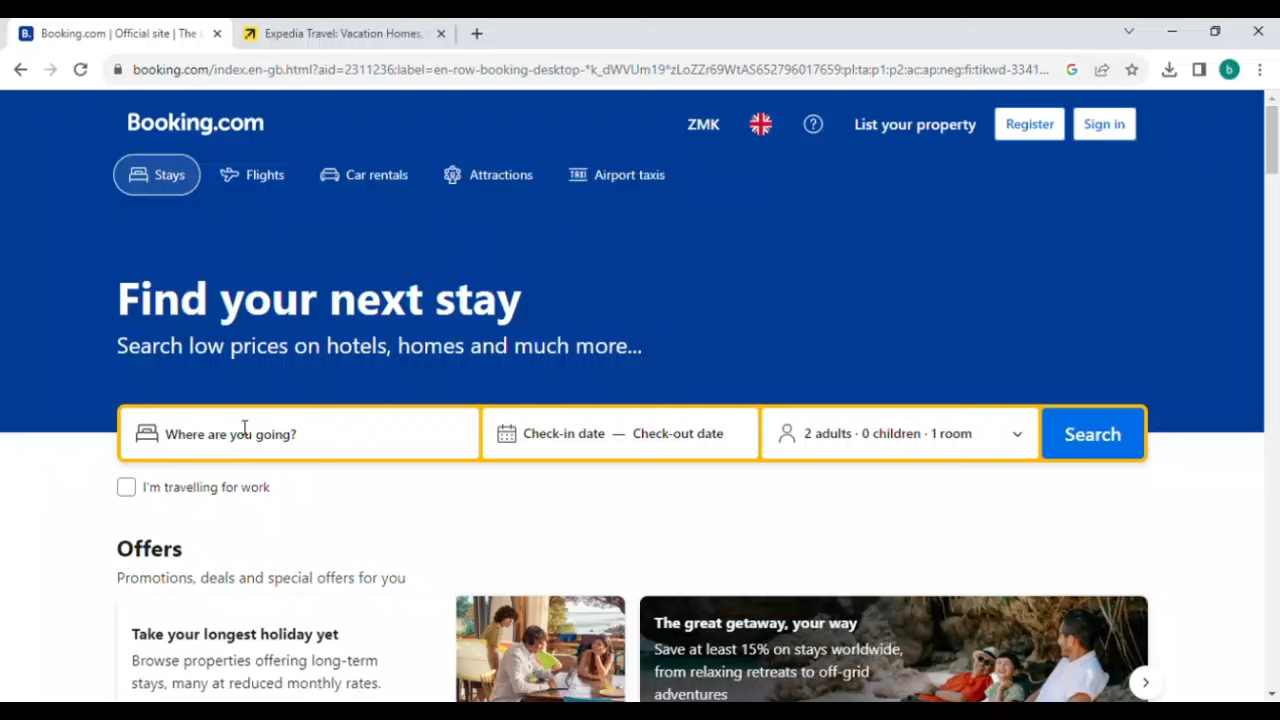 Booking.com | Official site | The
Expedia Travel: Vacation Homes,
booking.com/index.en-gb.html?aid=2311236;label=en-row-booking-desktop-*k_dWVUm19*zLoZZr69WtAS652796017659:pl:ta:p1:p2:ac:ap:neg:fi:tikwd-3341...
Booking.com
ZMK
List your property
Register
Sign in
Stays
Flights
Car rentals
Attractions
TAXI
Airport taxis
Find your next stay
Search low prices on hotels, homes and much more...
Where are you going?
Check-in date — Check-out date
2 adults · 0 children · 1 room
Search
I'm travelling for work
Offers
Promotions, deals and special offers for you
Take your longest holiday yet
Browse properties offering long-term
stays, many at reduced monthly rates.
The great getaway, your way
Save at least 15% on stays worldwide,
from relaxing retreats to off-grid
adventures